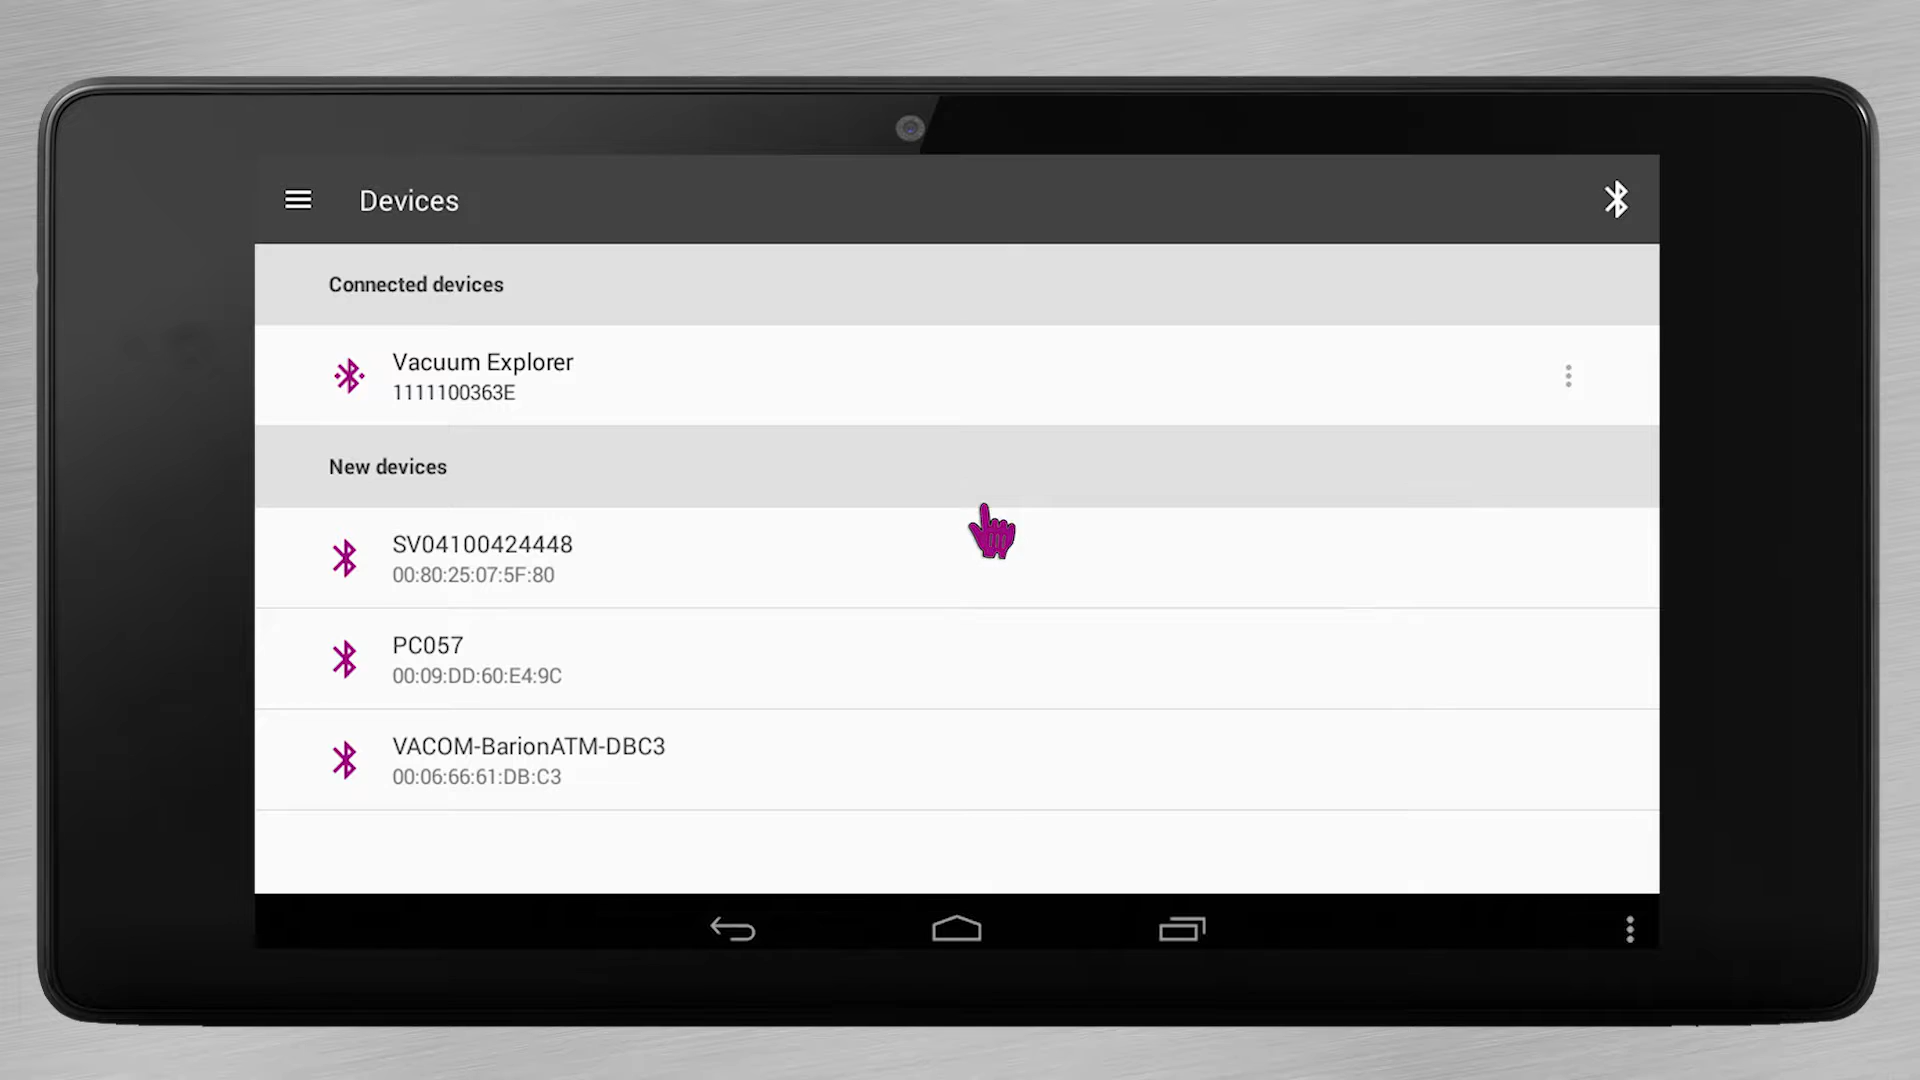 Devices
Connected devices
Vacuum Explorer
1111100363E
New devices
SV04100424448
00:80:25:07:5F:80
PC057
00:09:DD:60:E4:9C
VACOM-BarionATM-DBC3
00:06:66:61:DB:C3